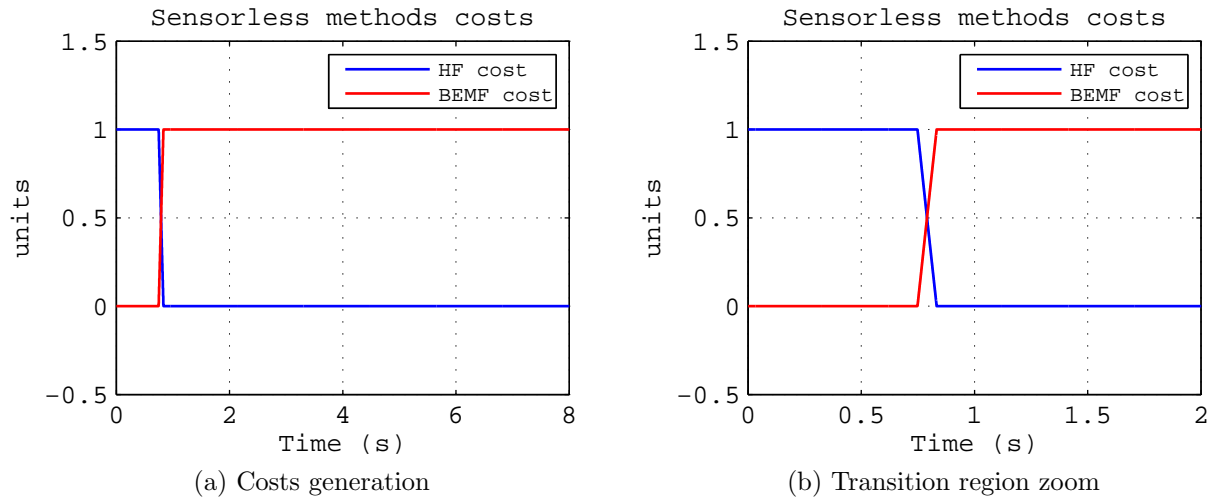 Sensorless methods costs
1.5
1
0.5
0
-0.5
units
HF cost
BEMF cost
0
2
4
6
8
Time (s)
(a) Costs generation
Sensorless methods costs
1.5
1
0.5
0
-0.5
units
HF cost
BEMF cost
0
0.5
1
1.5
2
Time (s)
(b) Transition region zoom